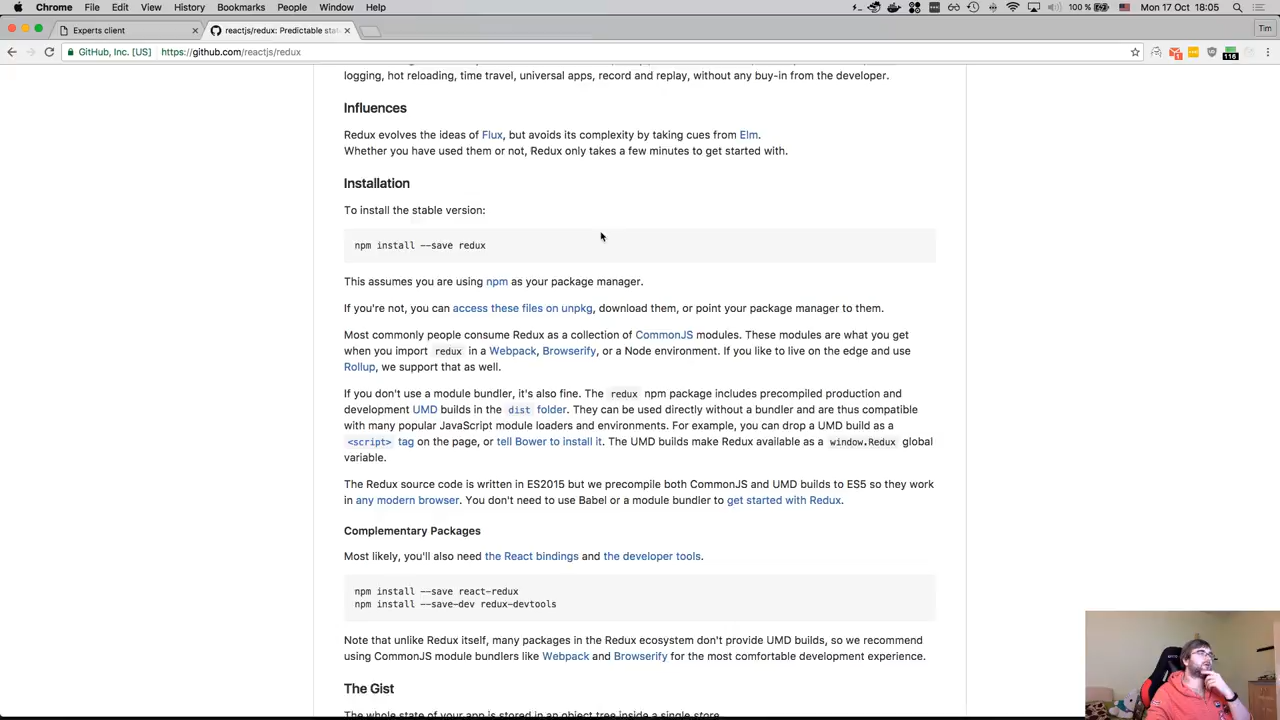 Chrome File Edit View History Bookmarks People Window Help
100 % Mon 17 Oct 18:05
Experts client
reactjs/redux: Predictable sta
Tim
GitHub, Inc. [US] https://github.com/reactjs/redux
116
logging, hot reloading, time travel, universal apps, record and replay, without any buy-in from the developer.
Influences
Redux evolves the ideas of Flux, but avoids its complexity by taking cues from Elm.
Whether you have used them or not, Redux only takes a few minutes to get started with.
Installation
To install the stable version:
npm install --save redux
This assumes you are using npm as your package manager.
If you're not, you can access these files on unpkg, download them, or point your package manager to them.
Most commonly people consume Redux as a collection of CommonJS modules. These modules are what you get
when you import redux in a Webpack, Browserify, or a Node environment. If you like to live on the edge and use
Rollup, we support that as well.
If you don't use a module bundler, it's also fine. The redux npm package includes precompiled production and
development UMD builds in the dist folder. They can be used directly without a bundler and are thus compatible
with many popular JavaScript module loaders and environments. For example, you can drop a UMD build as a
<script> tag on the page, or tell Bower to install it. The UMD builds make Redux available as a window.Redux global
variable.
The Redux source code is written in ES2015 but we precompile both CommonJS and UMD builds to ES5 so they work
in any modern browser. You don't need to use Babel or a module bundler to get started with Redux.
Complementary Packages
Most likely, you'll also need the React bindings and the developer tools.
npm install --save react-redux
npm install --save-dev redux-devtools
Note that unlike Redux itself, many packages in the Redux ecosystem don't provide UMD builds, so we recommend
using CommonJS module bundlers like Webpack and Browserify for the most comfortable development experience.
The Gist
The whole state of your app is stored in an object tree inside a single store.